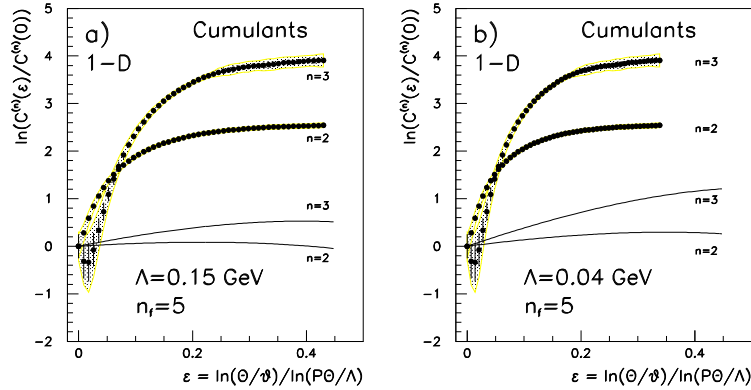 a)
Cumulants
1-D
ln(C⁽ⁿ⁾(ε)/C⁽ⁿ⁾(0))
5
4
3
2
1
0
-1
-2
n=3
n=2
n=3
n=2
Λ=0.15 GeV
n_f=5
0
0.2
0.4
ε = ln(Θ/ϑ)/ln(PΘ/Λ)
b)
Cumulants
1-D
ln(C⁽ⁿ⁾(ε)/C⁽ⁿ⁾(0))
5
4
3
2
1
0
-1
-2
n=3
n=2
n=3
n=2
Λ=0.04 GeV
n_f=5
0
0.2
0.4
ε = ln(Θ/ϑ)/ln(PΘ/Λ)